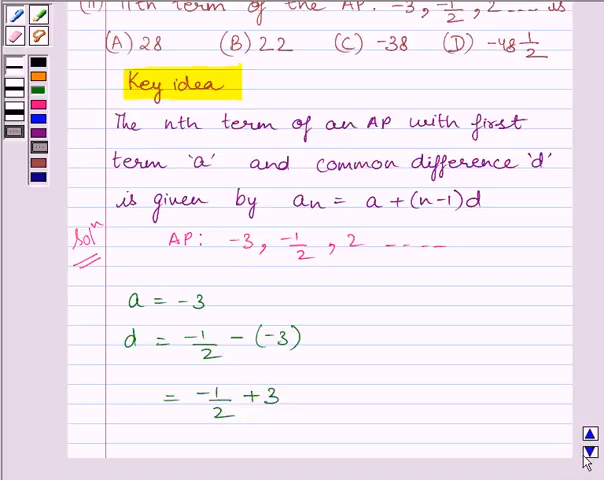 (ii) 11th term of the AP: -3, -1/2, 2 .... is
(A) 28 (B) 22 (C) -38 (D) -48 1/2
Key idea
The nth term of an AP with first
term 'a' and common difference 'd'
is given by an = a + (n-1)d
Solⁿ AP: -3, -1/2, 2 .....
a = -3
d = -1/2 - (-3)
= -1/2 + 3